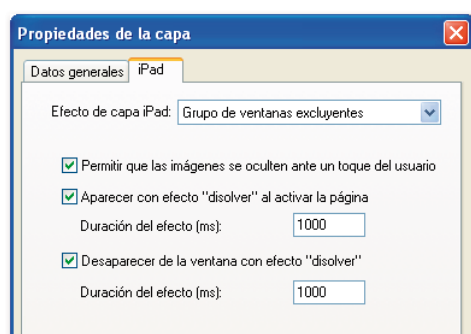 Propiedades de la capa
Datos generales iPad
Efecto de capa iPad: Grupo de ventanas excluyentes
Permitir que las imágenes se oculten ante un toque del usuario
Aparecer con efecto "disolver" al activar la página
Duración del efecto (ms): 1000
Desaparecer de la ventana con efecto "disolver"
Duración del efecto (ms): 1000